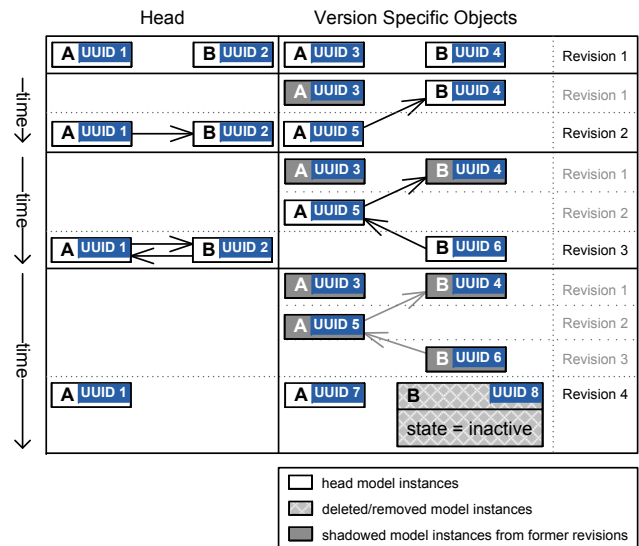 Head Version Specific Objects
A UUID 1 B UUID 2 A UUID 3 B UUID 4 Revision 1
time
A UUID 3 B UUID 4 Revision 1
A UUID 1 B UUID 2 A UUID 5 Revision 2
time
A UUID 3 B UUID 4 Revision 1
A UUID 5 Revision 2
A UUID 1 B UUID 2 B UUID 6 Revision 3
time
A UUID 3 B UUID 4 Revision 1
A UUID 5 Revision 2
B UUID 6 Revision 3
A UUID 1 A UUID 7 B UUID 8 Revision 4
state = inactive
head model instances
deleted/removed model instances
shadowed model instances from former revisions